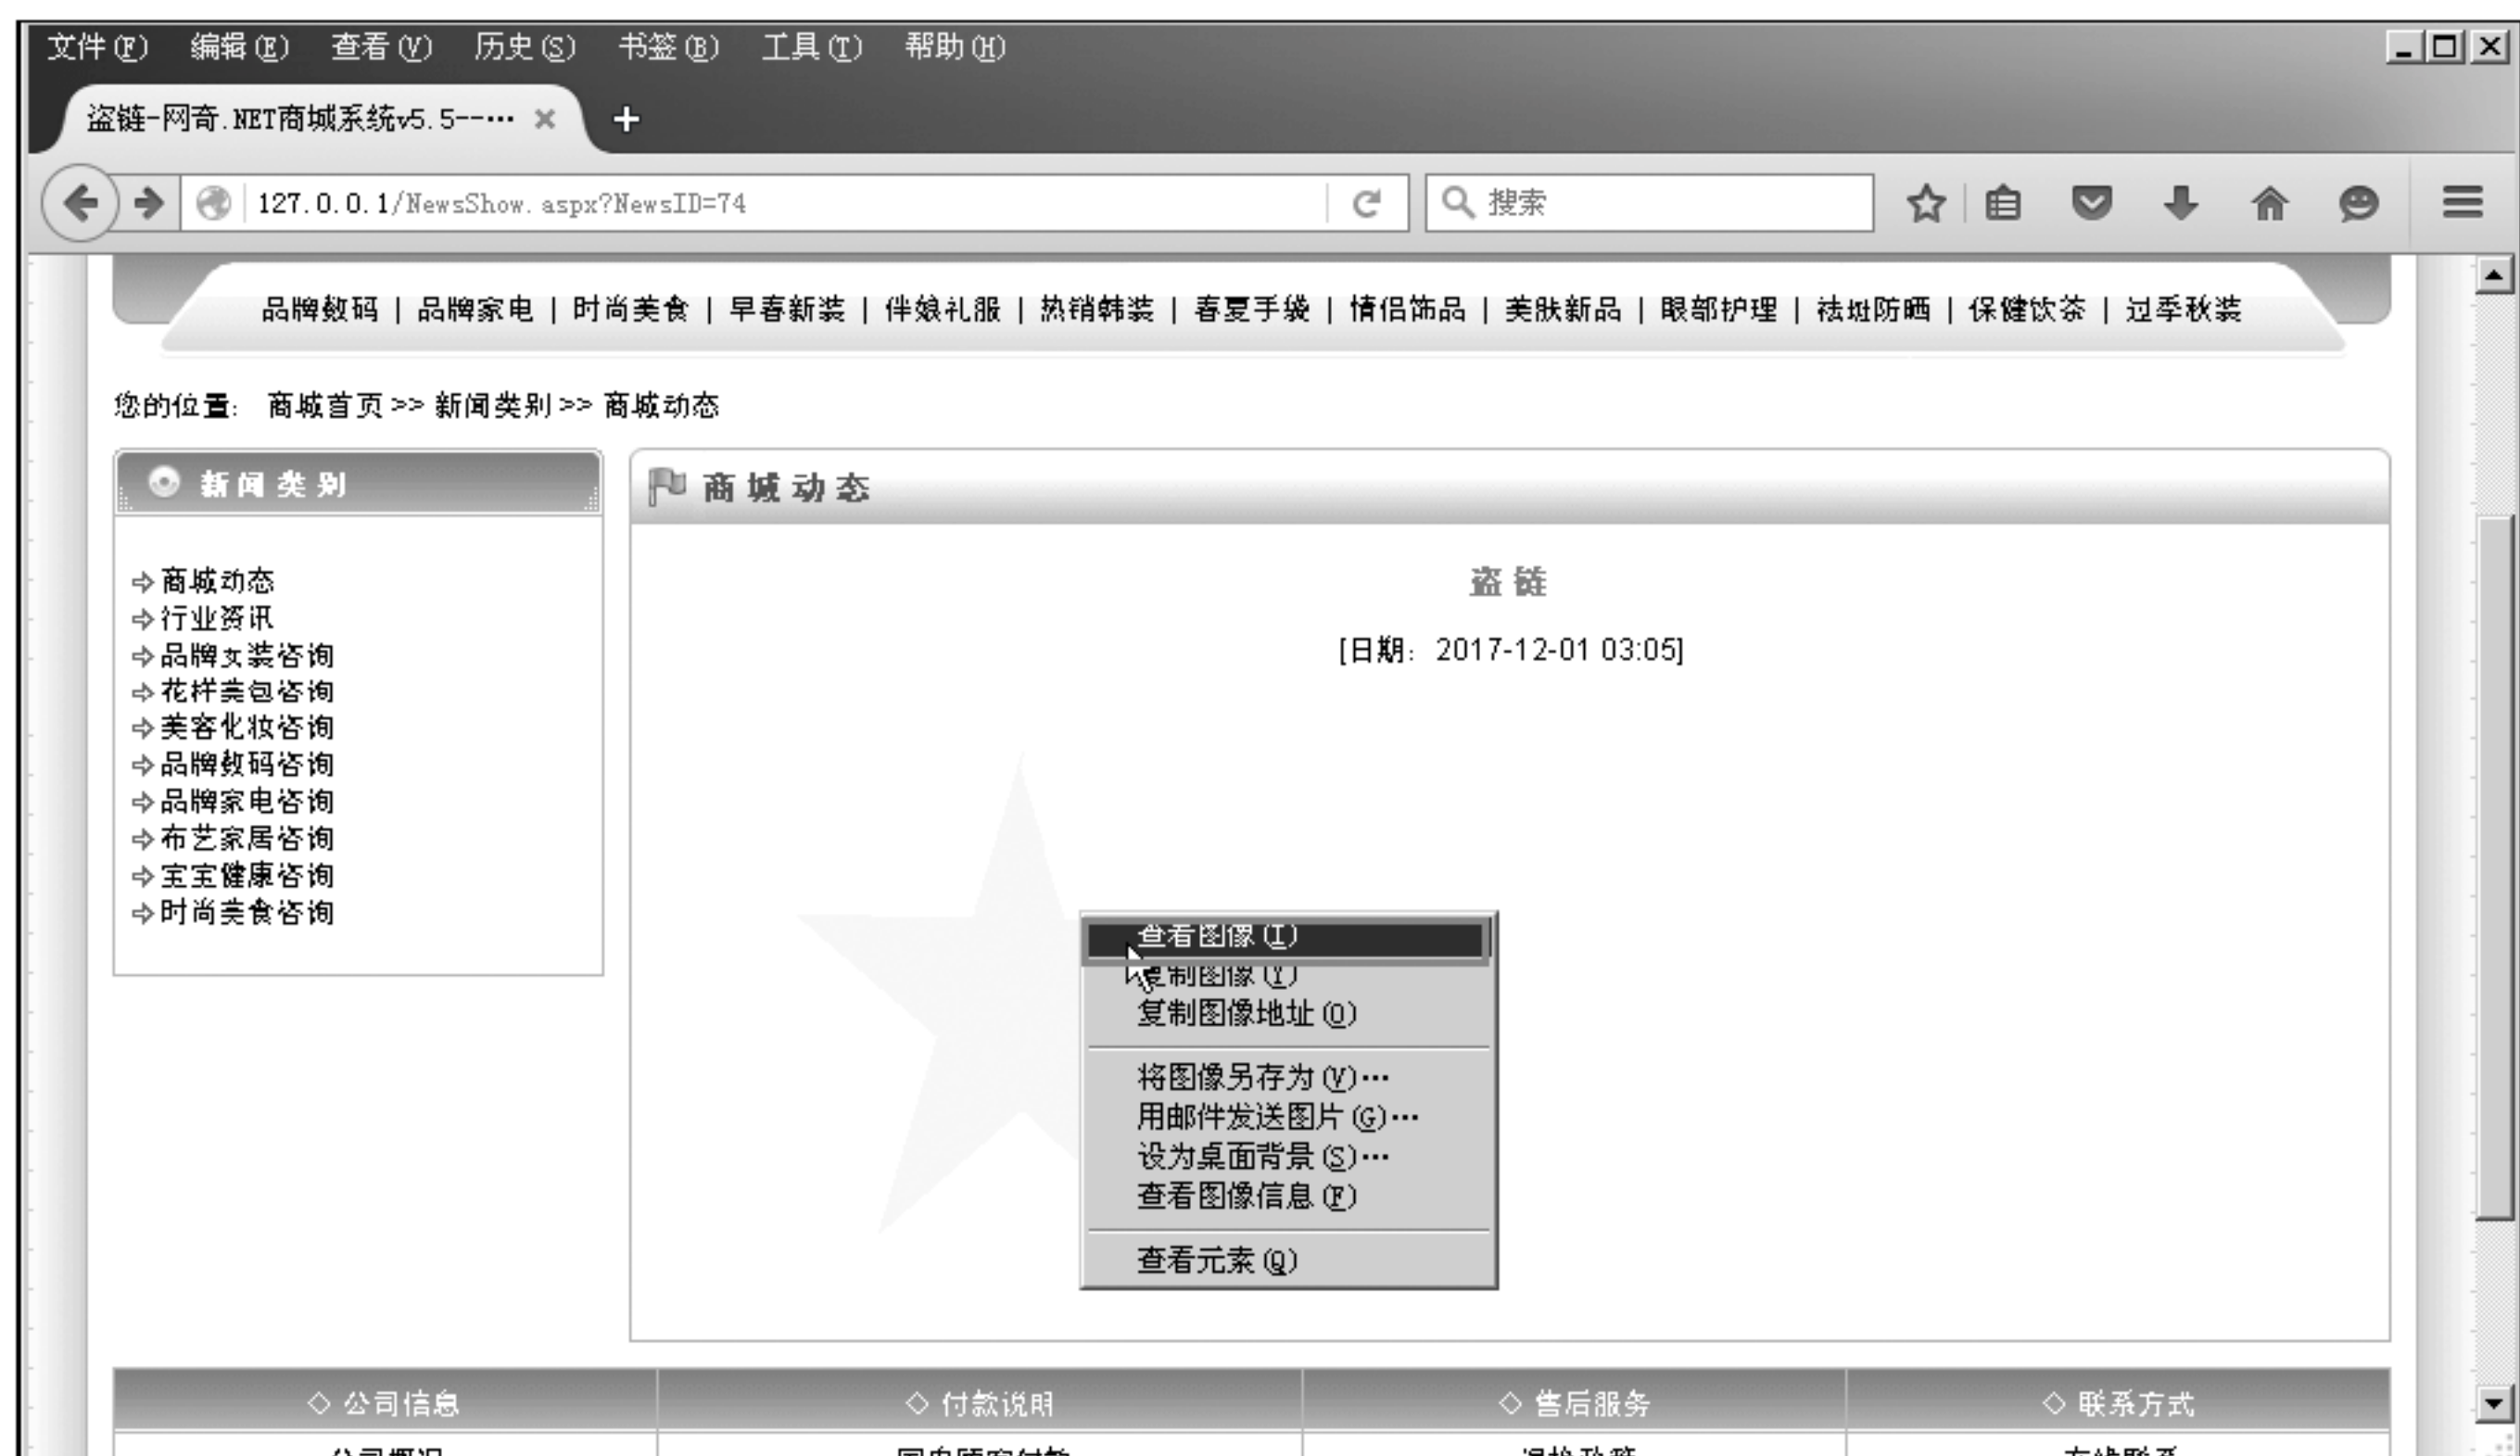 文件(F) 编辑(E) 查看(V) 历史(S) 书签(B) 工具(T) 帮助(H)
盗链-网奇.NET商城系统v5.5--…
127.0.0.1/NewsShow.aspx?NewsID=74
搜索
品牌数码 | 品牌家电 | 时尚美食 | 早春新装 | 伴娘礼服 | 热销韩装 | 春夏手袋 | 情侣饰品 | 美肤新品 | 眼部护理 | 祛斑防晒 | 保健饮茶 | 过季秋装
您的位置: 商城首页 >> 新闻类别 >> 商城动态
新闻类别
商城动态
行业资讯
品牌女装咨询
花样美包咨询
美容化妆咨询
品牌数码咨询
品牌家电咨询
布艺家居咨询
宝宝健康咨询
时尚美食咨询
商城动态
盗链
[日期: 2017-12-01 03:05]
查看图像(I)
复制图像(Y)
复制图像地址(O)
将图像另存为(V)…
用邮件发送图片(G)…
设为桌面背景(S)…
查看图像信息(F)
查看元素(Q)
◇ 公司信息
◇ 付款说明
◇ 售后服务
◇ 联系方式